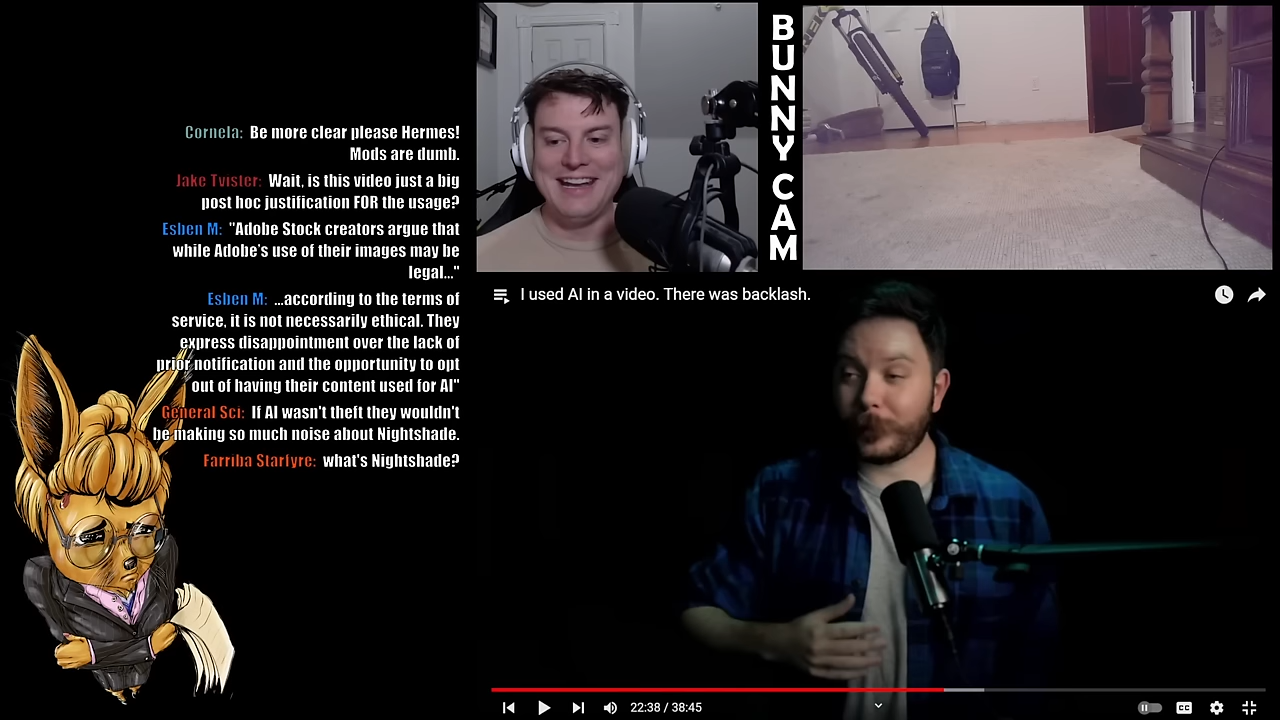 Cornela: Be more clear please Hermes!
Mods are dumb.
Jake Tvister: Wait, is this video just a big
post hoc justification FOR the usage?
Esben M: "Adobe Stock creators argue that
while Adobe's use of their images may be
legal..."
Esben M: ...according to the terms of
service, it is not necessarily ethical. They
express disappointment over the lack of
prior notification and the opportunity to opt
out of having their content used for AI"
General Sci: If AI wasn't theft they wouldn't
be making so much noise about Nightshade.
Farriba Starfyre: what's Nightshade?
BUNNY CAM
I used AI in a video. There was backlash.
22:38 / 38:45
CC